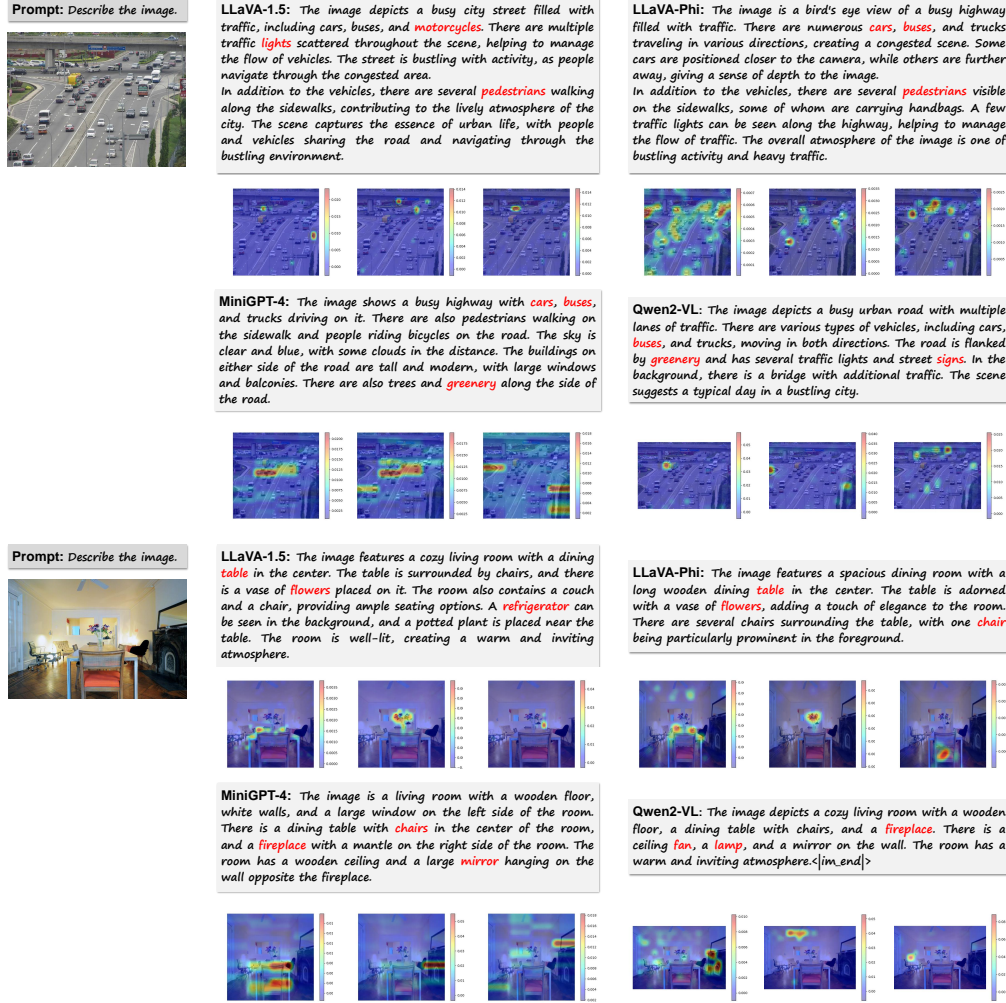 Prompt: Describe the image.
LLaVA-1.5: The image depicts a busy city street filled with
traffic, including cars, buses, and motorcycles. There are multiple
traffic lights scattered throughout the scene, helping to manage
the flow of vehicles. The street is bustling with activity, as people
navigate through the congested area.
In addition to the vehicles, there are several pedestrians walking
along the sidewalks, contributing to the lively atmosphere of the
city. The scene captures the essence of urban life, with people
and vehicles sharing the road and navigating through the
bustling environment.
LLaVA-Phi: The image is a bird's eye view of a busy highway
filled with traffic. There are numerous cars, buses, and trucks
traveling in various directions, creating a congested scene. Some
cars are positioned closer to the camera, while others are further
away, giving a sense of depth to the image.
In addition to the vehicles, there are several pedestrians visible
on the sidewalks, some of whom are carrying handbags. A few
traffic lights can be seen along the highway, helping to manage
the flow of traffic. The overall atmosphere of the image is one of
bustling activity and heavy traffic.
MiniGPT-4: The image shows a busy highway with cars, buses,
and trucks driving on it. There are also pedestrians walking on
the sidewalk and people riding bicycles on the road. The sky is
clear and blue, with some clouds in the distance. The buildings on
either side of the road are tall and modern, with large windows
and balconies. There are also trees and greenery along the side of
the road.
Qwen2-VL: The image depicts a busy urban road with multiple
lanes of traffic. There are various types of vehicles, including cars,
buses, and trucks, moving in both directions. The road is flanked
by greenery and has several traffic lights and street signs. In the
background, there is a bridge with additional traffic. The scene
suggests a typical day in a bustling city.
Prompt: Describe the image.
LLaVA-1.5: The image features a cozy living room with a dining
table in the center. The table is surrounded by chairs, and there
is a vase of flowers placed on it. The room also contains a couch
and a chair, providing ample seating options. A refrigerator can
be seen in the background, and a potted plant is placed near the
table. The room is well-lit, creating a warm and inviting
atmosphere.
LLaVA-Phi: The image features a spacious dining room with a
long wooden dining table in the center. The table is adorned
with a vase of flowers, adding a touch of elegance to the room.
There are several chairs surrounding the table, with one chair
being particularly prominent in the foreground.
MiniGPT-4: The image is a living room with a wooden floor,
white walls, and a large window on the left side of the room.
There is a dining table with chairs in the center of the room,
and a fireplace with a mantle on the right side of the room. The
room has a wooden ceiling and a large mirror hanging on the
wall opposite the fireplace.
Qwen2-VL: The image depicts a cozy living room with a wooden
floor, a dining table with chairs, and a fireplace. There is a
ceiling fan, a lamp, and a mirror on the wall. The room has a
warm and inviting atmosphere.<|im_end|>